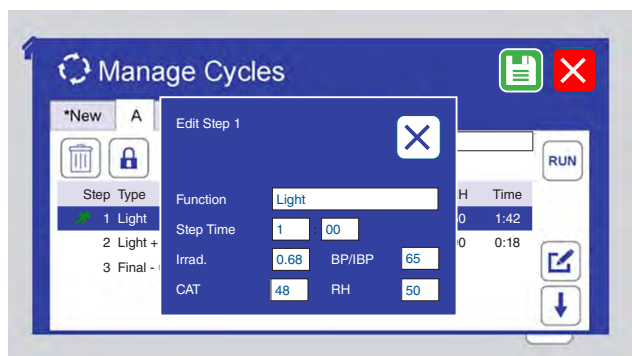 Manage Cycles
*New A
Edit Step 1
RUN
Step Type H Time
Function Light
1 Light 0 1:42
Step Time 1 : 00
2 Light + 0 0:18
Irrad. 0.68 BP/IBP 65
3 Final -
CAT 48 RH 50